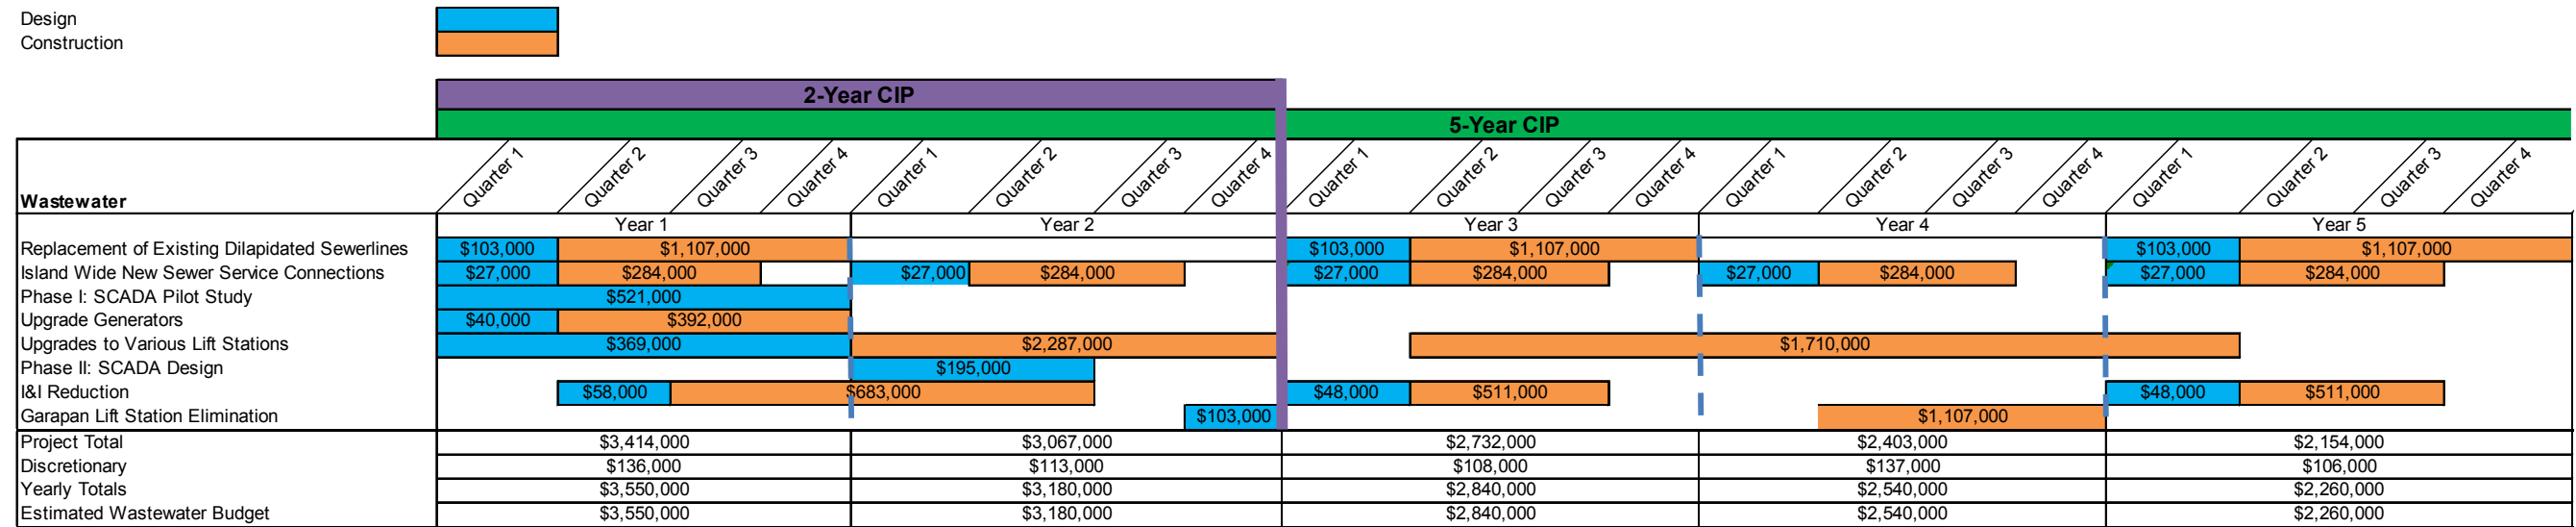 Design
Construction
2-Year CIP
5-Year CIP
Quarter 1 Quarter 2 Quarter 3 Quarter 4 Quarter 1 Quarter 2 Quarter 3 Quarter 4 Quarter 1 Quarter 2 Quarter 3 Quarter 4 Quarter 1 Quarter 2 Quarter 3 Quarter 4 Quarter 1 Quarter 2 Quarter 3 Quarter 4
Wastewater
Year 1 Year 2 Year 3 Year 4 Year 5
Replacement of Existing Dilapidated Sewerlines $103,000 $1,107,000 $103,000 $1,107,000 $103,000 $1,107,000
Island Wide New Sewer Service Connections $27,000 $284,000 $27,000 $284,000 $27,000 $284,000 $27,000 $284,000 $27,000 $284,000
Phase I: SCADA Pilot Study $521,000
Upgrade Generators $40,000 $392,000
Upgrades to Various Lift Stations $369,000 $2,287,000 $1,710,000
Phase II: SCADA Design $195,000
I&I Reduction $58,000 $683,000 $48,000 $511,000 $48,000 $511,000
Garapan Lift Station Elimination $103,000 $1,107,000
Project Total $3,414,000 $3,067,000 $2,732,000 $2,403,000 $2,154,000
Discretionary $136,000 $113,000 $108,000 $137,000 $106,000
Yearly Totals $3,550,000 $3,180,000 $2,840,000 $2,540,000 $2,260,000
Estimated Wastewater Budget $3,550,000 $3,180,000 $2,840,000 $2,540,000 $2,260,000